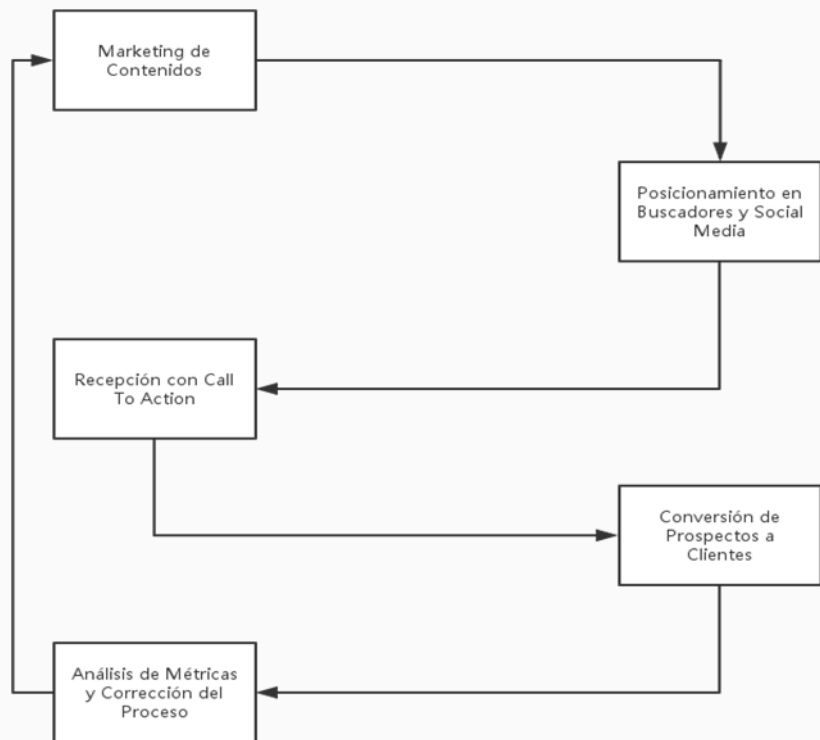 Marketing de
Contenidos
Posicionamiento en
Buscadores y Social
Media
Recepción con Call
To Action
Conversión de
Prospectos a
Clientes
Análisis de Métricas
y Corrección del
Proceso